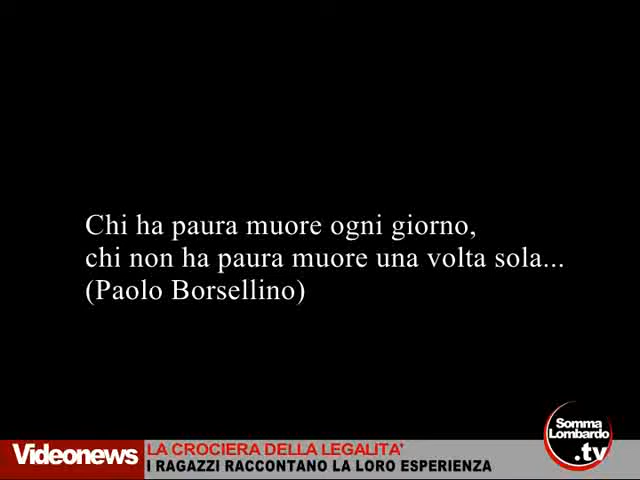 Chi ha paura muore ogni giorno,
chi non ha paura muore una volta sola...
(Paolo Borsellino)
Somma
Lombardo
.tv
Videonews
LA CROCIERA DELLA LEGALITA'
I RAGAZZI RACCONTANO LA LORO ESPERIENZA